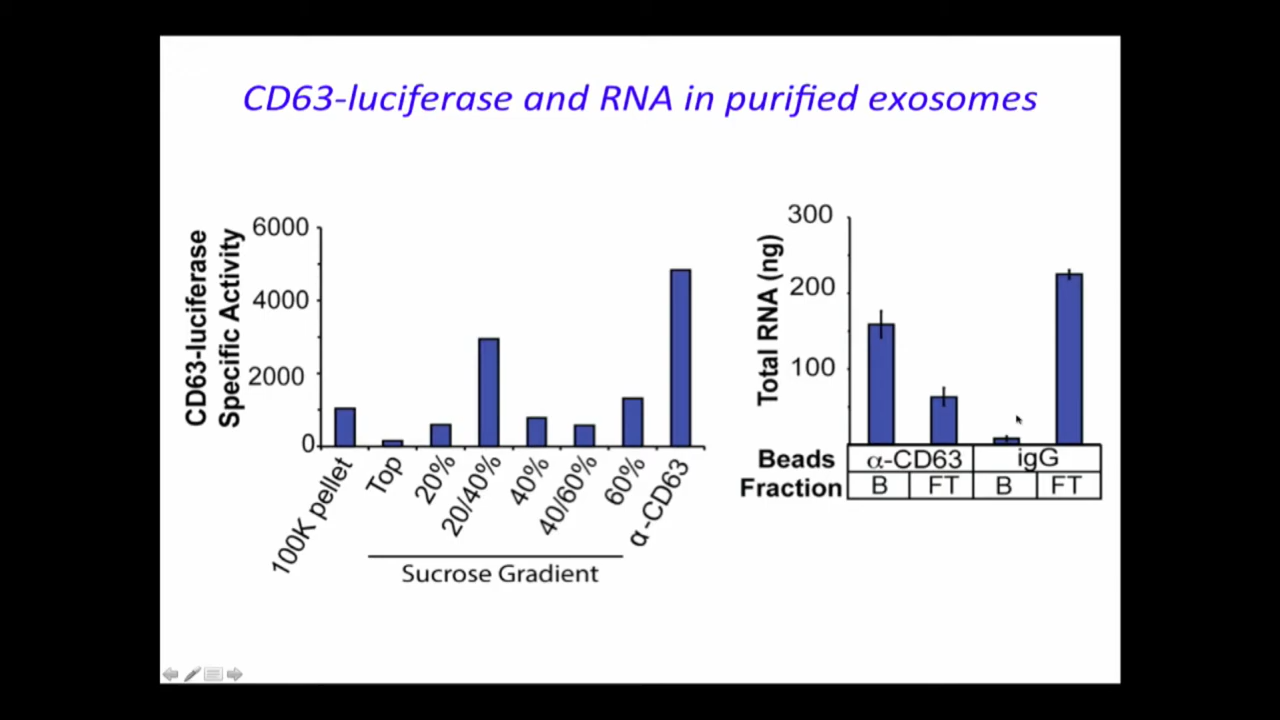 CD63-luciferase and RNA in purified exosomes
CD63-luciferase
Specific Activity
6000
4000
2000
0
100K pellet
Top
20%
20/40%
40%
40/60%
60%
α-CD63
Sucrose Gradient
Total RNA (ng)
300
200
100
Beads α-CD63 igG
Fraction B FT B FT